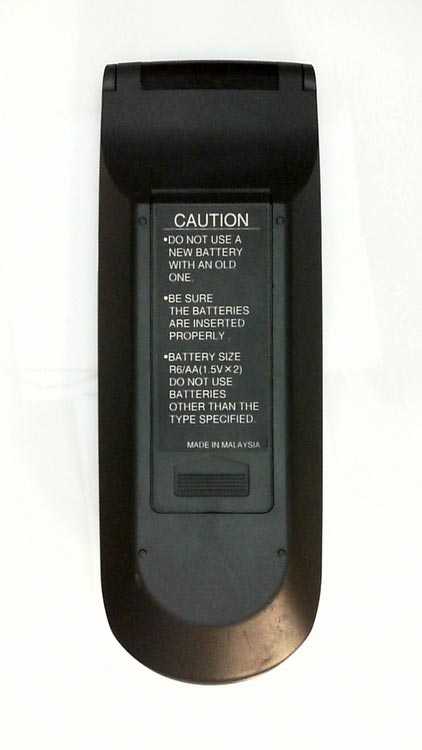 CAUTION
•DO NOT USE A
NEW BATTERY
WITH AN OLD
ONE.
•BE SURE
THE BATTERIES
ARE INSERTED
PROPERLY.
•BATTERY SIZE
R6/AA(1.5V×2)
DO NOT USE
BATTERIES
OTHER THAN THE
TYPE SPECIFIED.
MADE IN MALAYSIA